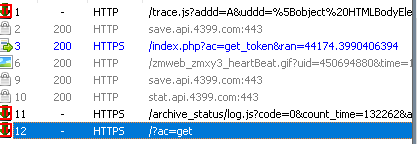 1 - HTTP /trace.js?addd=A&uddd=%5Bobject%20HTMLBodyEle
2 200 HTTP save.api.4399.com:443
3 200 HTTPS /index.php?ac=get_token&ran=44174.3990406394
6 200 HTTP /zmweb_zmxy3_heartBeat.gif?uid=450694880&time=
9 200 HTTP save.api.4399.com:443
10 200 HTTP stat.api.4399.com:443
11 - HTTPS /archive_status/log.js?code=0&count_time=132262&a
12 - HTTPS /?ac=get